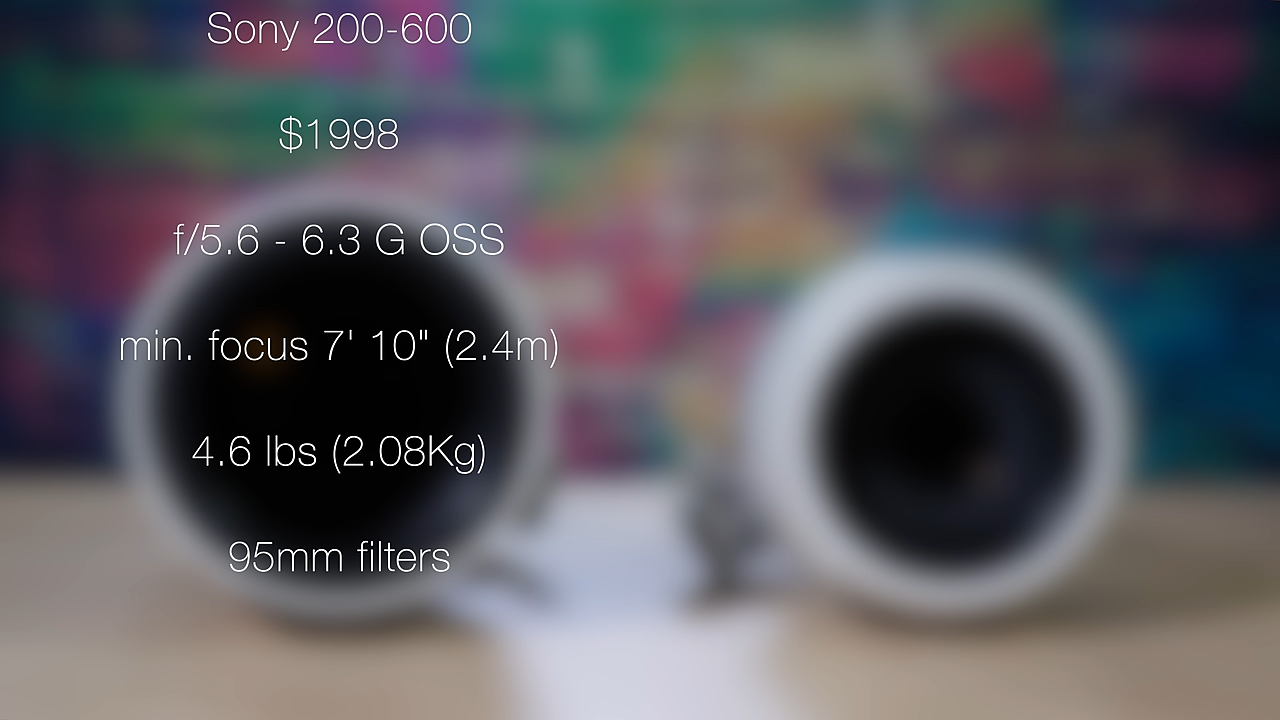 Sony 200-600
$1998
f/5.6 - 6.3 G OSS
min. focus 7' 10" (2.4m)
4.6 lbs (2.08Kg)
95mm filters